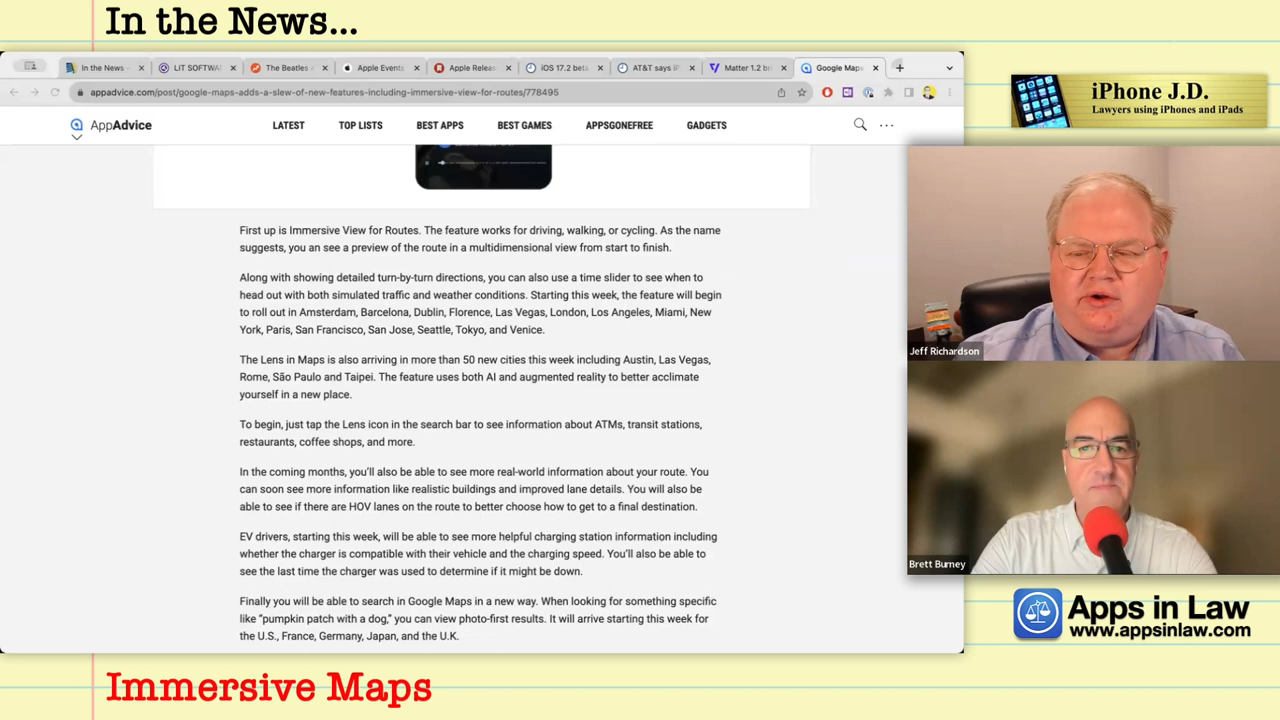 In the News...
In the News –
LIT SOFTWA
The Beatles
Apple Events
Apple Relea
iOS 17.2 beta
AT&T says iP
Matter 1.2 br
Google Maps
appadvice.com/post/google-maps-adds-a-slew-of-new-features-including-immersive-view-for-routes/778495
AppAdvice
LATEST
TOP LISTS
BEST APPS
BEST GAMES
APPSGONEFREE
GADGETS
First up is Immersive View for Routes. The feature works for driving, walking, or cycling. As the name
suggests, you an see a preview of the route in a multidimensional view from start to finish.
Along with showing detailed turn-by-turn directions, you can also use a time slider to see when to
head out with both simulated traffic and weather conditions. Starting this week, the feature will begin
to roll out in Amsterdam, Barcelona, Dublin, Florence, Las Vegas, London, Los Angeles, Miami, New
York, Paris, San Francisco, San Jose, Seattle, Tokyo, and Venice.
The Lens in Maps is also arriving in more than 50 new cities this week including Austin, Las Vegas,
Rome, São Paulo and Taipei. The feature uses both AI and augmented reality to better acclimate
yourself in a new place.
To begin, just tap the Lens icon in the search bar to see information about ATMs, transit stations,
restaurants, coffee shops, and more.
In the coming months, you'll also be able to see more real-world information about your route. You
can soon see more information like realistic buildings and improved lane details. You will also be
able to see if there are HOV lanes on the route to better choose how to get to a final destination.
EV drivers, starting this week, will be able to see more helpful charging station information including
whether the charger is compatible with their vehicle and the charging speed. You'll also be able to
see the last time the charger was used to determine if it might be down.
Finally you will be able to search in Google Maps in a new way. When looking for something specific
like "pumpkin patch with a dog," you can view photo-first results. It will arrive starting this week for
the U.S., France, Germany, Japan, and the U.K.
iPhone J.D.
Lawyers using iPhones and iPads
Jeff Richardson
Brett Burney
Apps in Law
www.appsinlaw.com
Immersive Maps